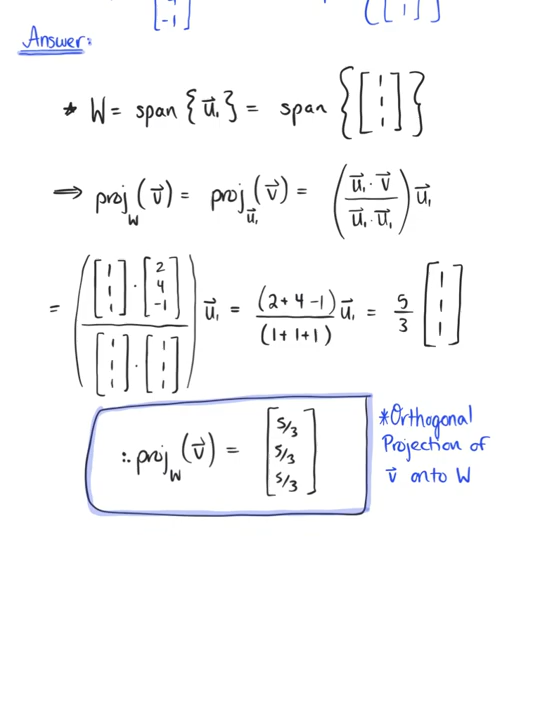 -1] ([1])
Answer:
* W = span {u⃗₁} = span {[1 1 1]}
⟹ proj_W (v⃗) = proj_u⃗₁ (v⃗) = (u⃗₁ · v⃗ / u⃗₁ · u⃗₁) u⃗₁
= ([1 1 1] · [2 4 -1] / [1 1 1] · [1 1 1]) u⃗₁ = (2+4-1) / (1+1+1) u⃗₁ = 5/3 [1 1 1]
∴ proj_W (v⃗) = [5/3 5/3 5/3]
*Orthogonal
Projection of
v⃗ onto W